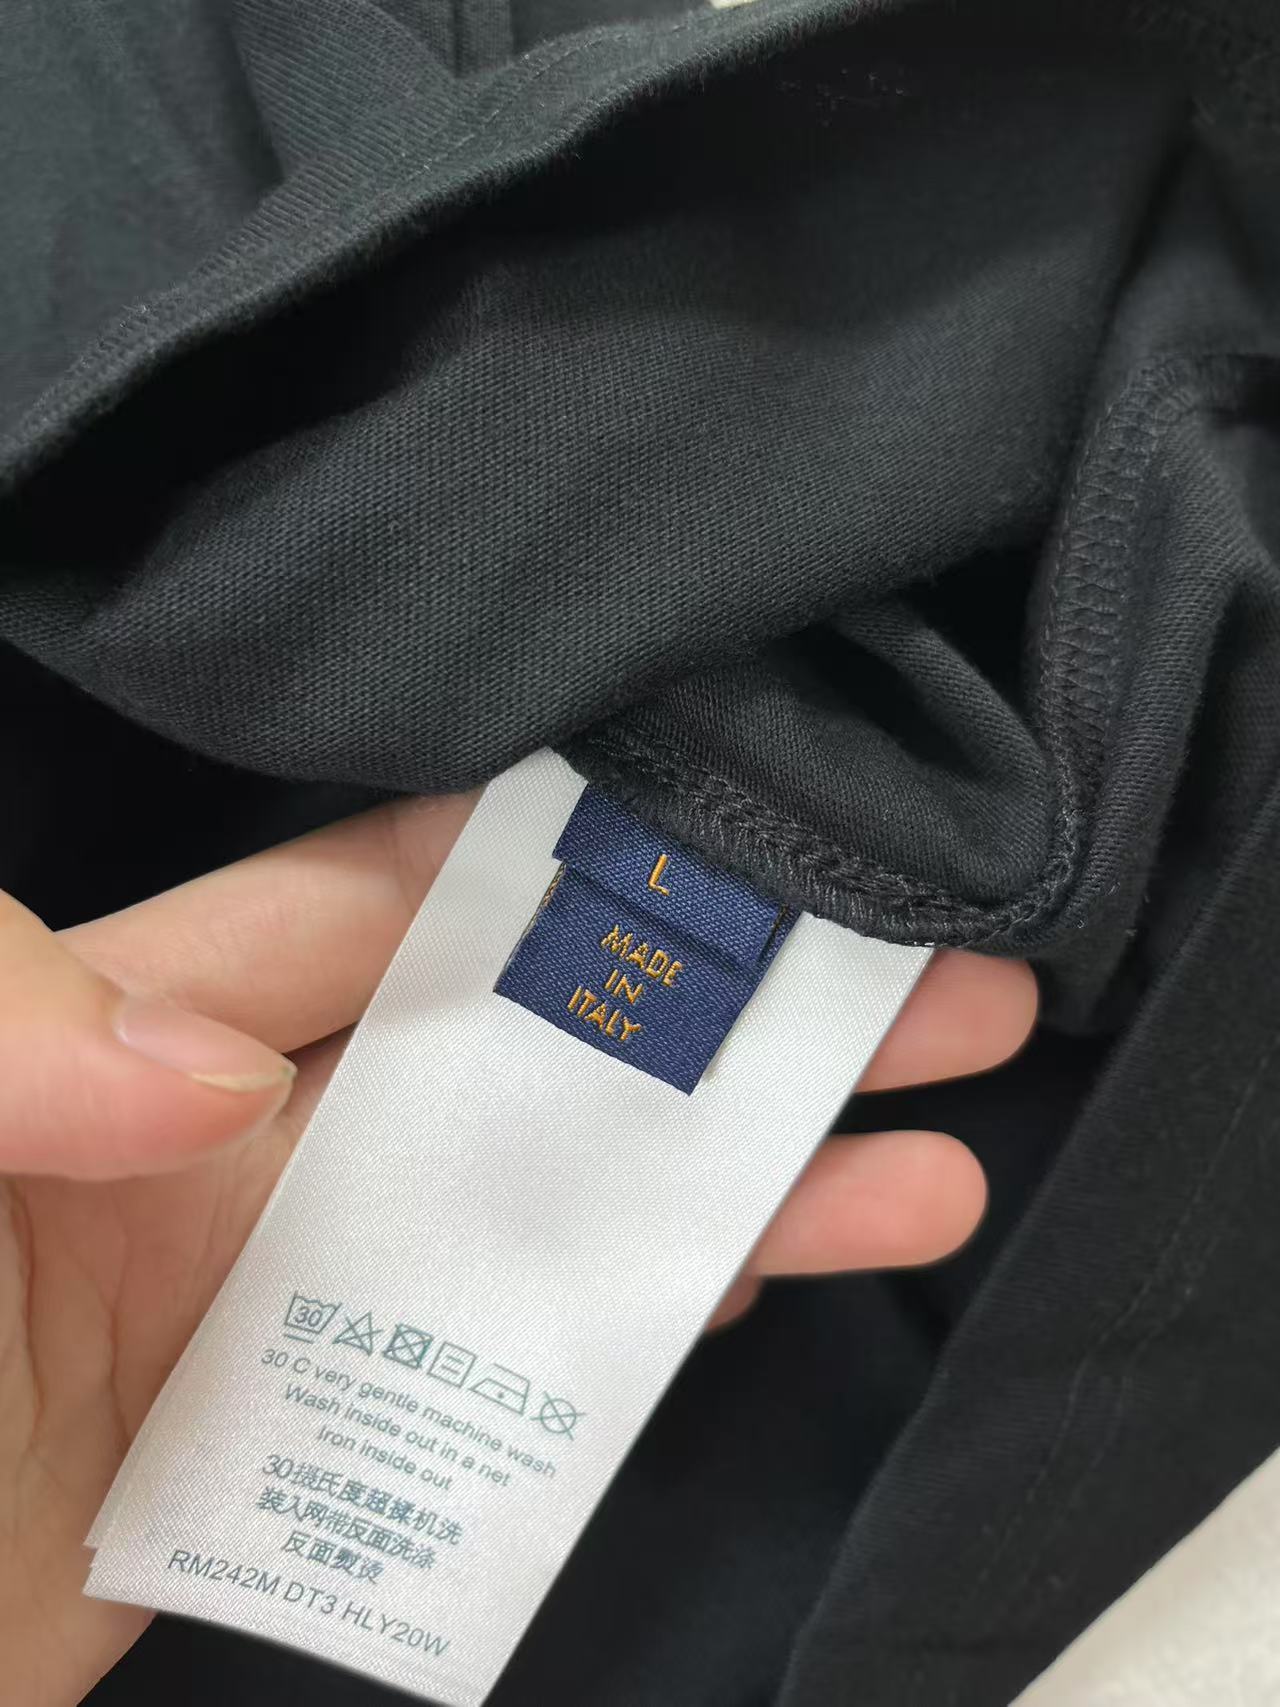 L
MADE
IN
ITALY
30
30 C very gentle machine wash
Wash inside out in a net
Iron inside out
30摄氏度超揉机洗
装入网带反面洗涤
反面熨烫
RM242M DT3 HLY20W